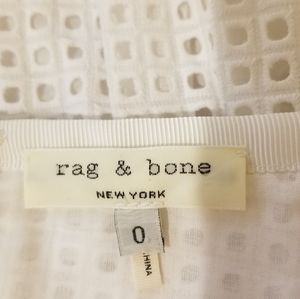 rag & bone
NEW YORK
0
CHINA